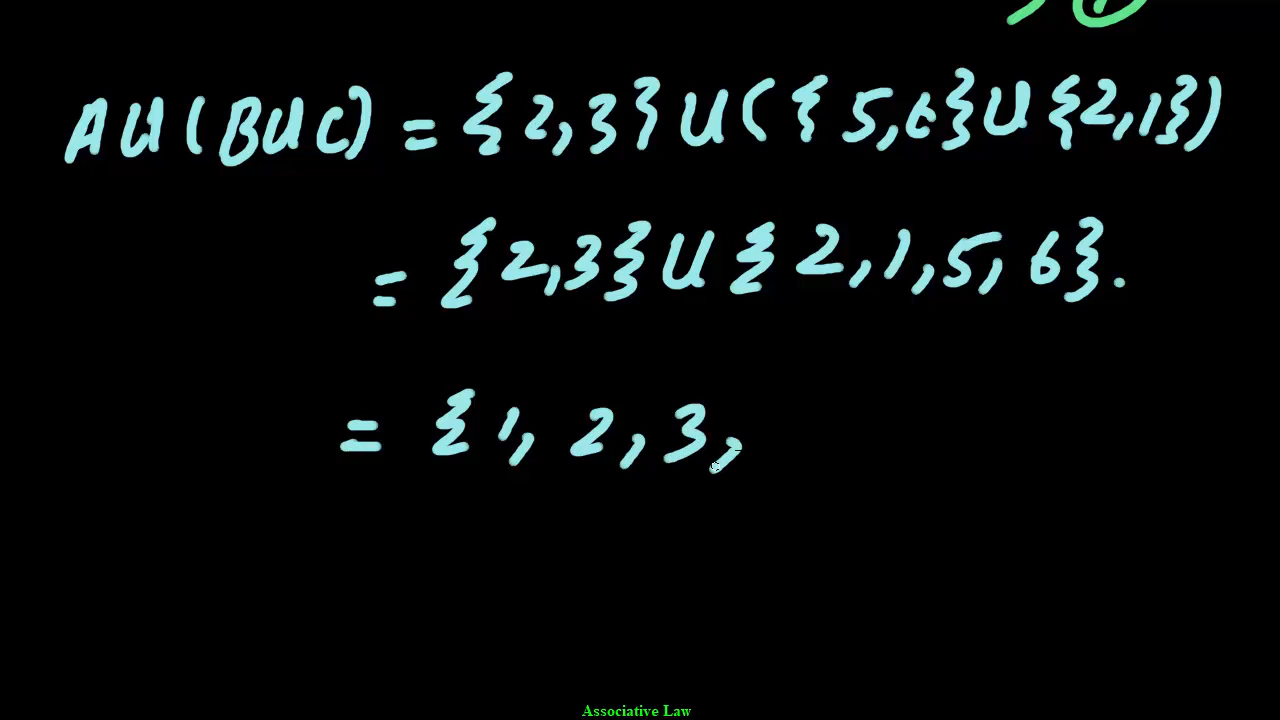 A U (B U C) = {2, 3} U ({5, 6} U {2, 1})
= {2, 3} U {2, 1, 5, 6}.
= {1, 2, 3,
Associative Law